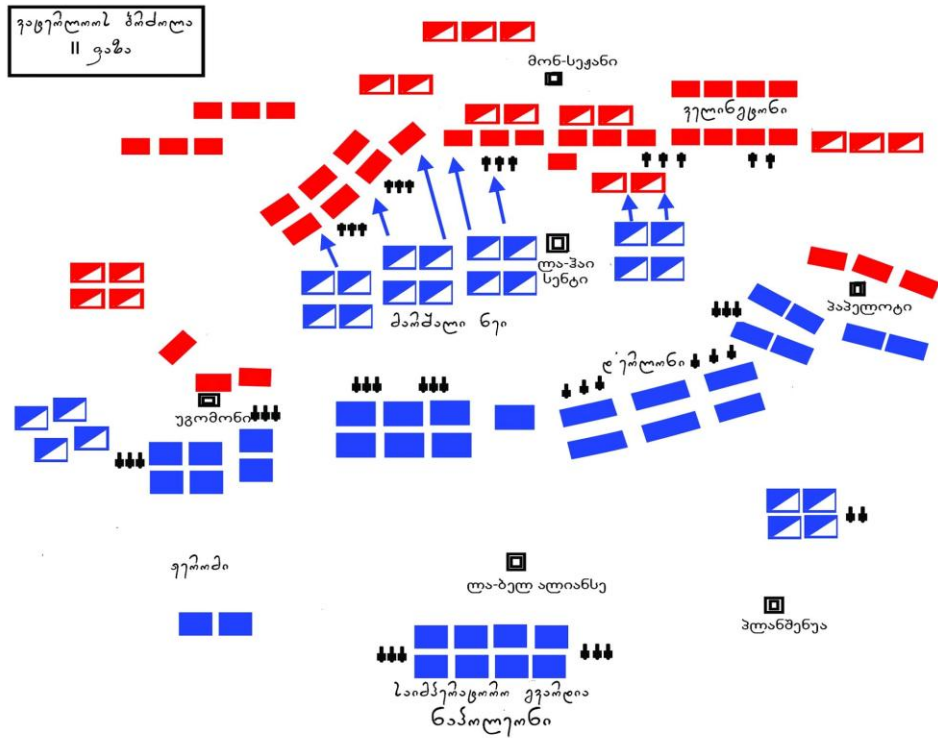 ვატერლოოს ბრძოლა
II ფაზა
მონ-სეჟანი
ველინგტონი
ლა-ჰაი
სენტი
მარშალი ნეი
პაპელოტი
დ'ერლონი
უგომონი
ჟერომი
ლა-ბელ ალიანსე
პლანშენუა
საიმპერატორო გვარდია
ნაპოლეონი